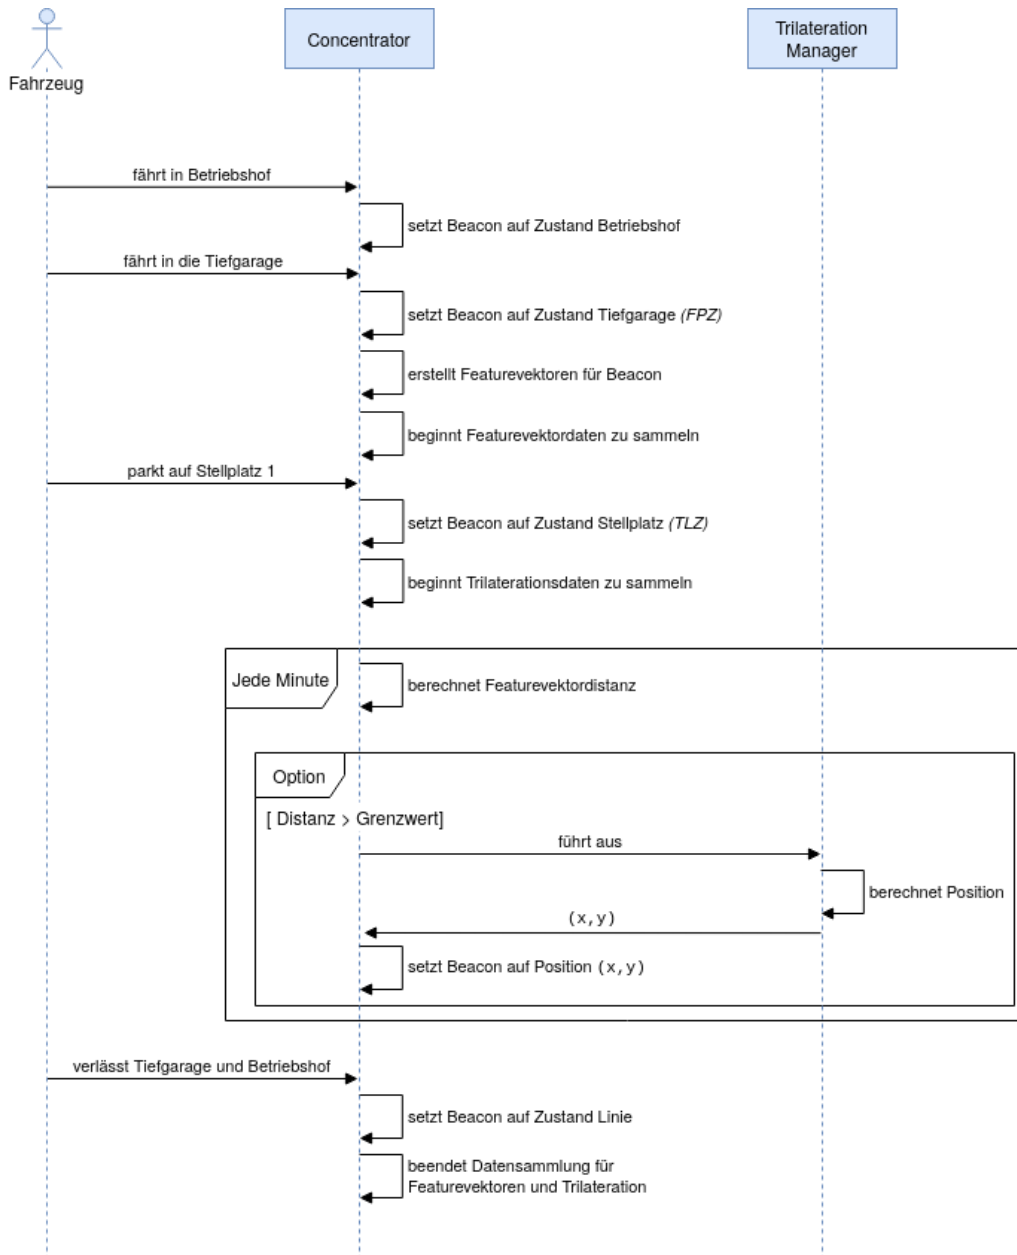 Fahrzeug
Concentrator
Trilateration
Manager
fährt in Betriebshof
setzt Beacon auf Zustand Betriebshof
fährt in die Tiefgarage
setzt Beacon auf Zustand Tiefgarage (FPZ)
erstellt Featurevektoren für Beacon
beginnt Featurevektordaten zu sammeln
parkt auf Stellplatz 1
setzt Beacon auf Zustand Stellplatz (TLZ)
beginnt Trilaterationsdaten zu sammeln
Jede Minute
berechnet Featurevektordistanz
Option
[ Distanz > Grenzwert]
führt aus
berechnet Position
(x,y)
setzt Beacon auf Position (x,y)
verlässt Tiefgarage und Betriebshof
setzt Beacon auf Zustand Linie
beendet Datensammlung für
Featurevektoren und Trilateration